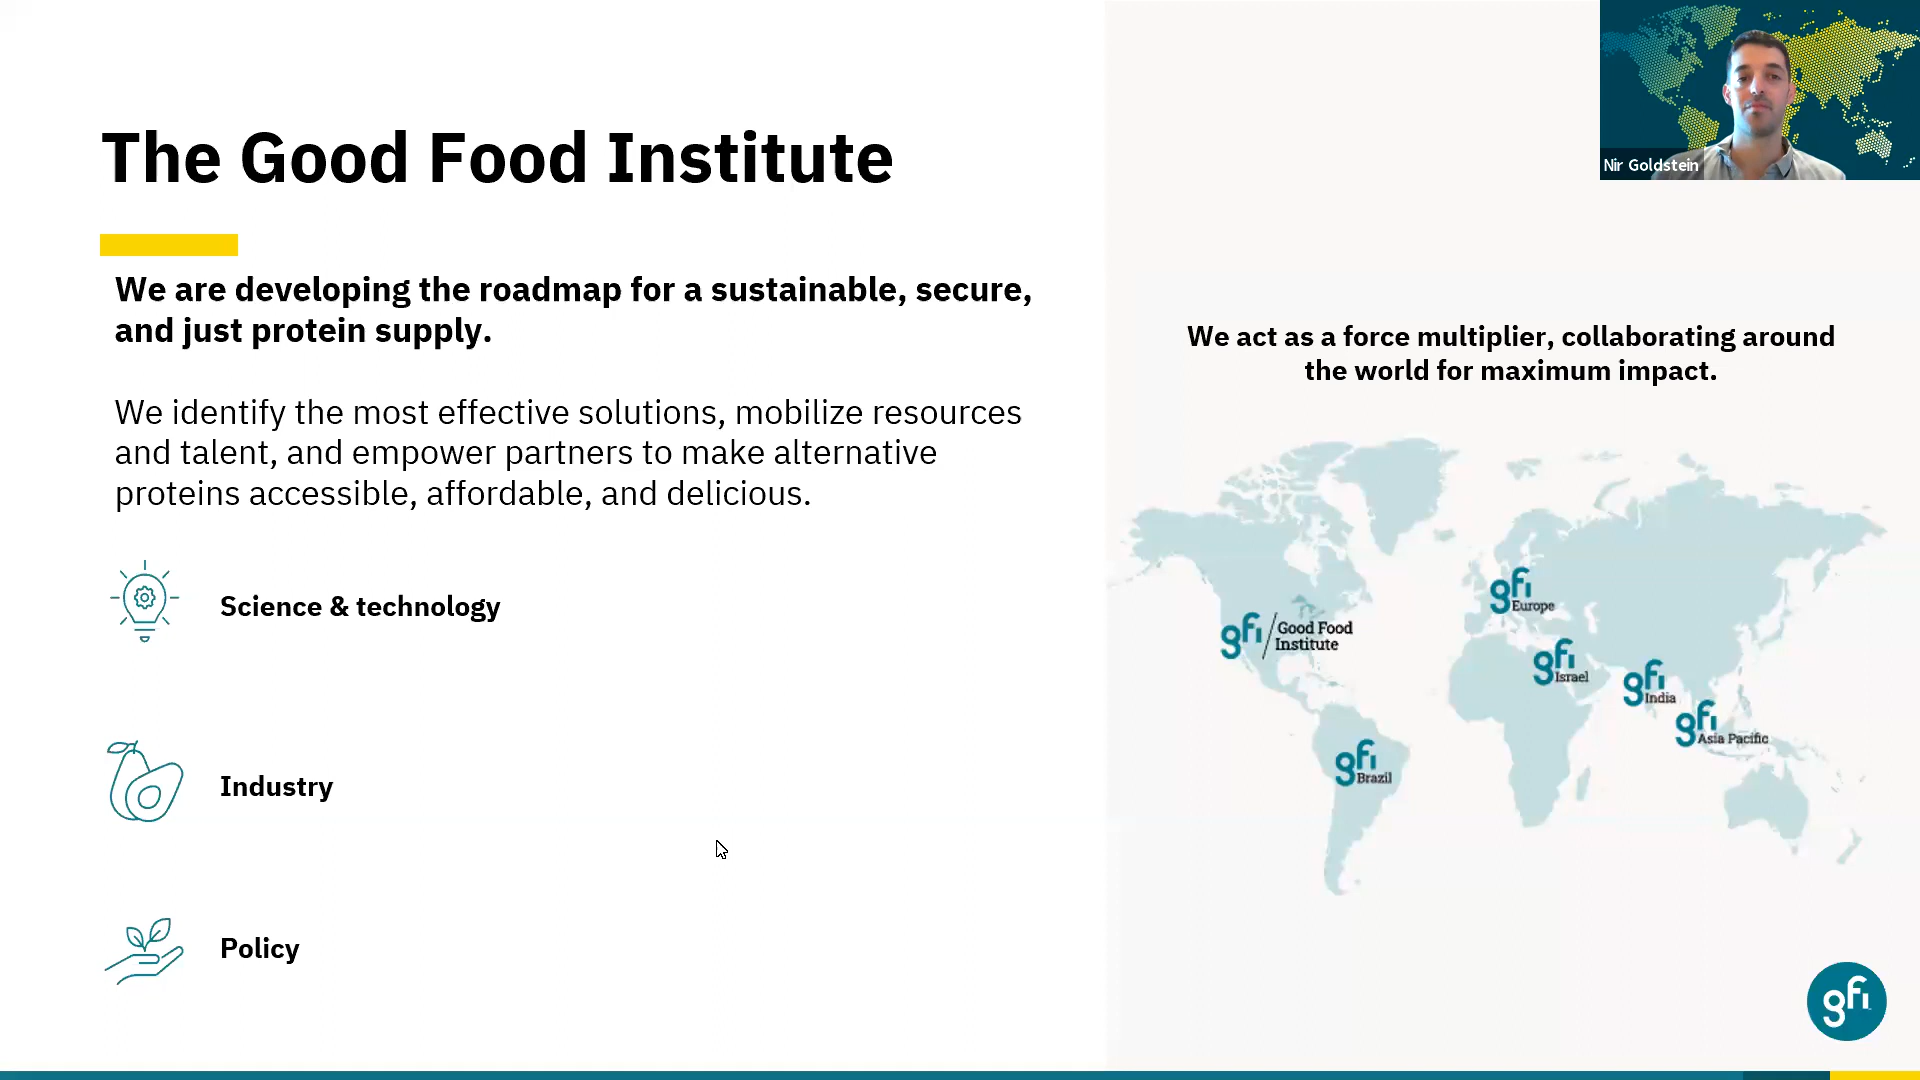 The Good Food Institute
We are developing the roadmap for a sustainable, secure,
and just protein supply.
We identify the most effective solutions, mobilize resources
and talent, and empower partners to make alternative
proteins accessible, affordable, and delicious.
Science & technology
Industry
Policy
Nir Goldstein
We act as a force multiplier, collaborating around
the world for maximum impact.
gfi Europe
gfi / Good Food
Institute
gfi Israel
gfi India
gfi Asia Pacific
gfi Brazil
gfi